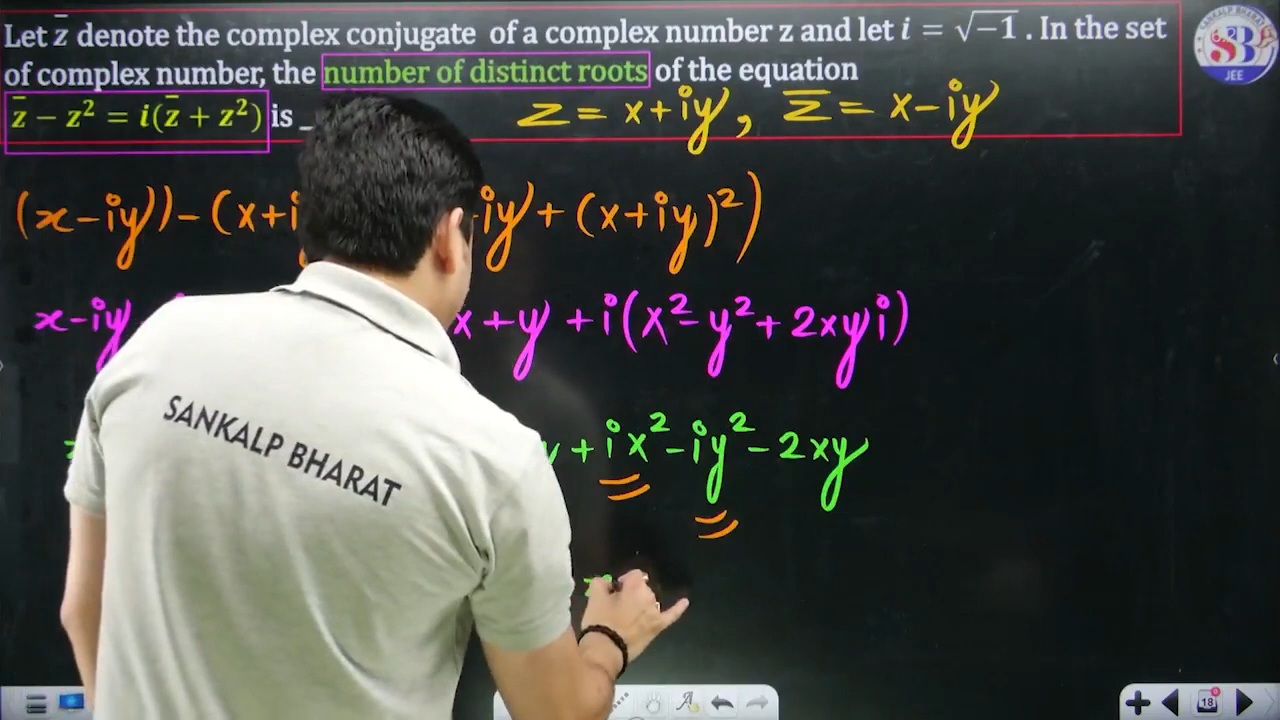 Let z̄ denote the complex conjugate of a complex number z and let i = √−1 . In the set
of complex number, the number of distinct roots of the equation
z̄ − z² = i(z̄ + z²) is _
z = x+iy, z̄ = x−iy
(x−iy) − (x+i iy) + (x+iy)²)
x−iy x + y + i(x² − y² + 2xyi)
+ ix² − iy² − 2xy
SANKALP BHARAT
SANKALP BHARAT
SB
JEE
18